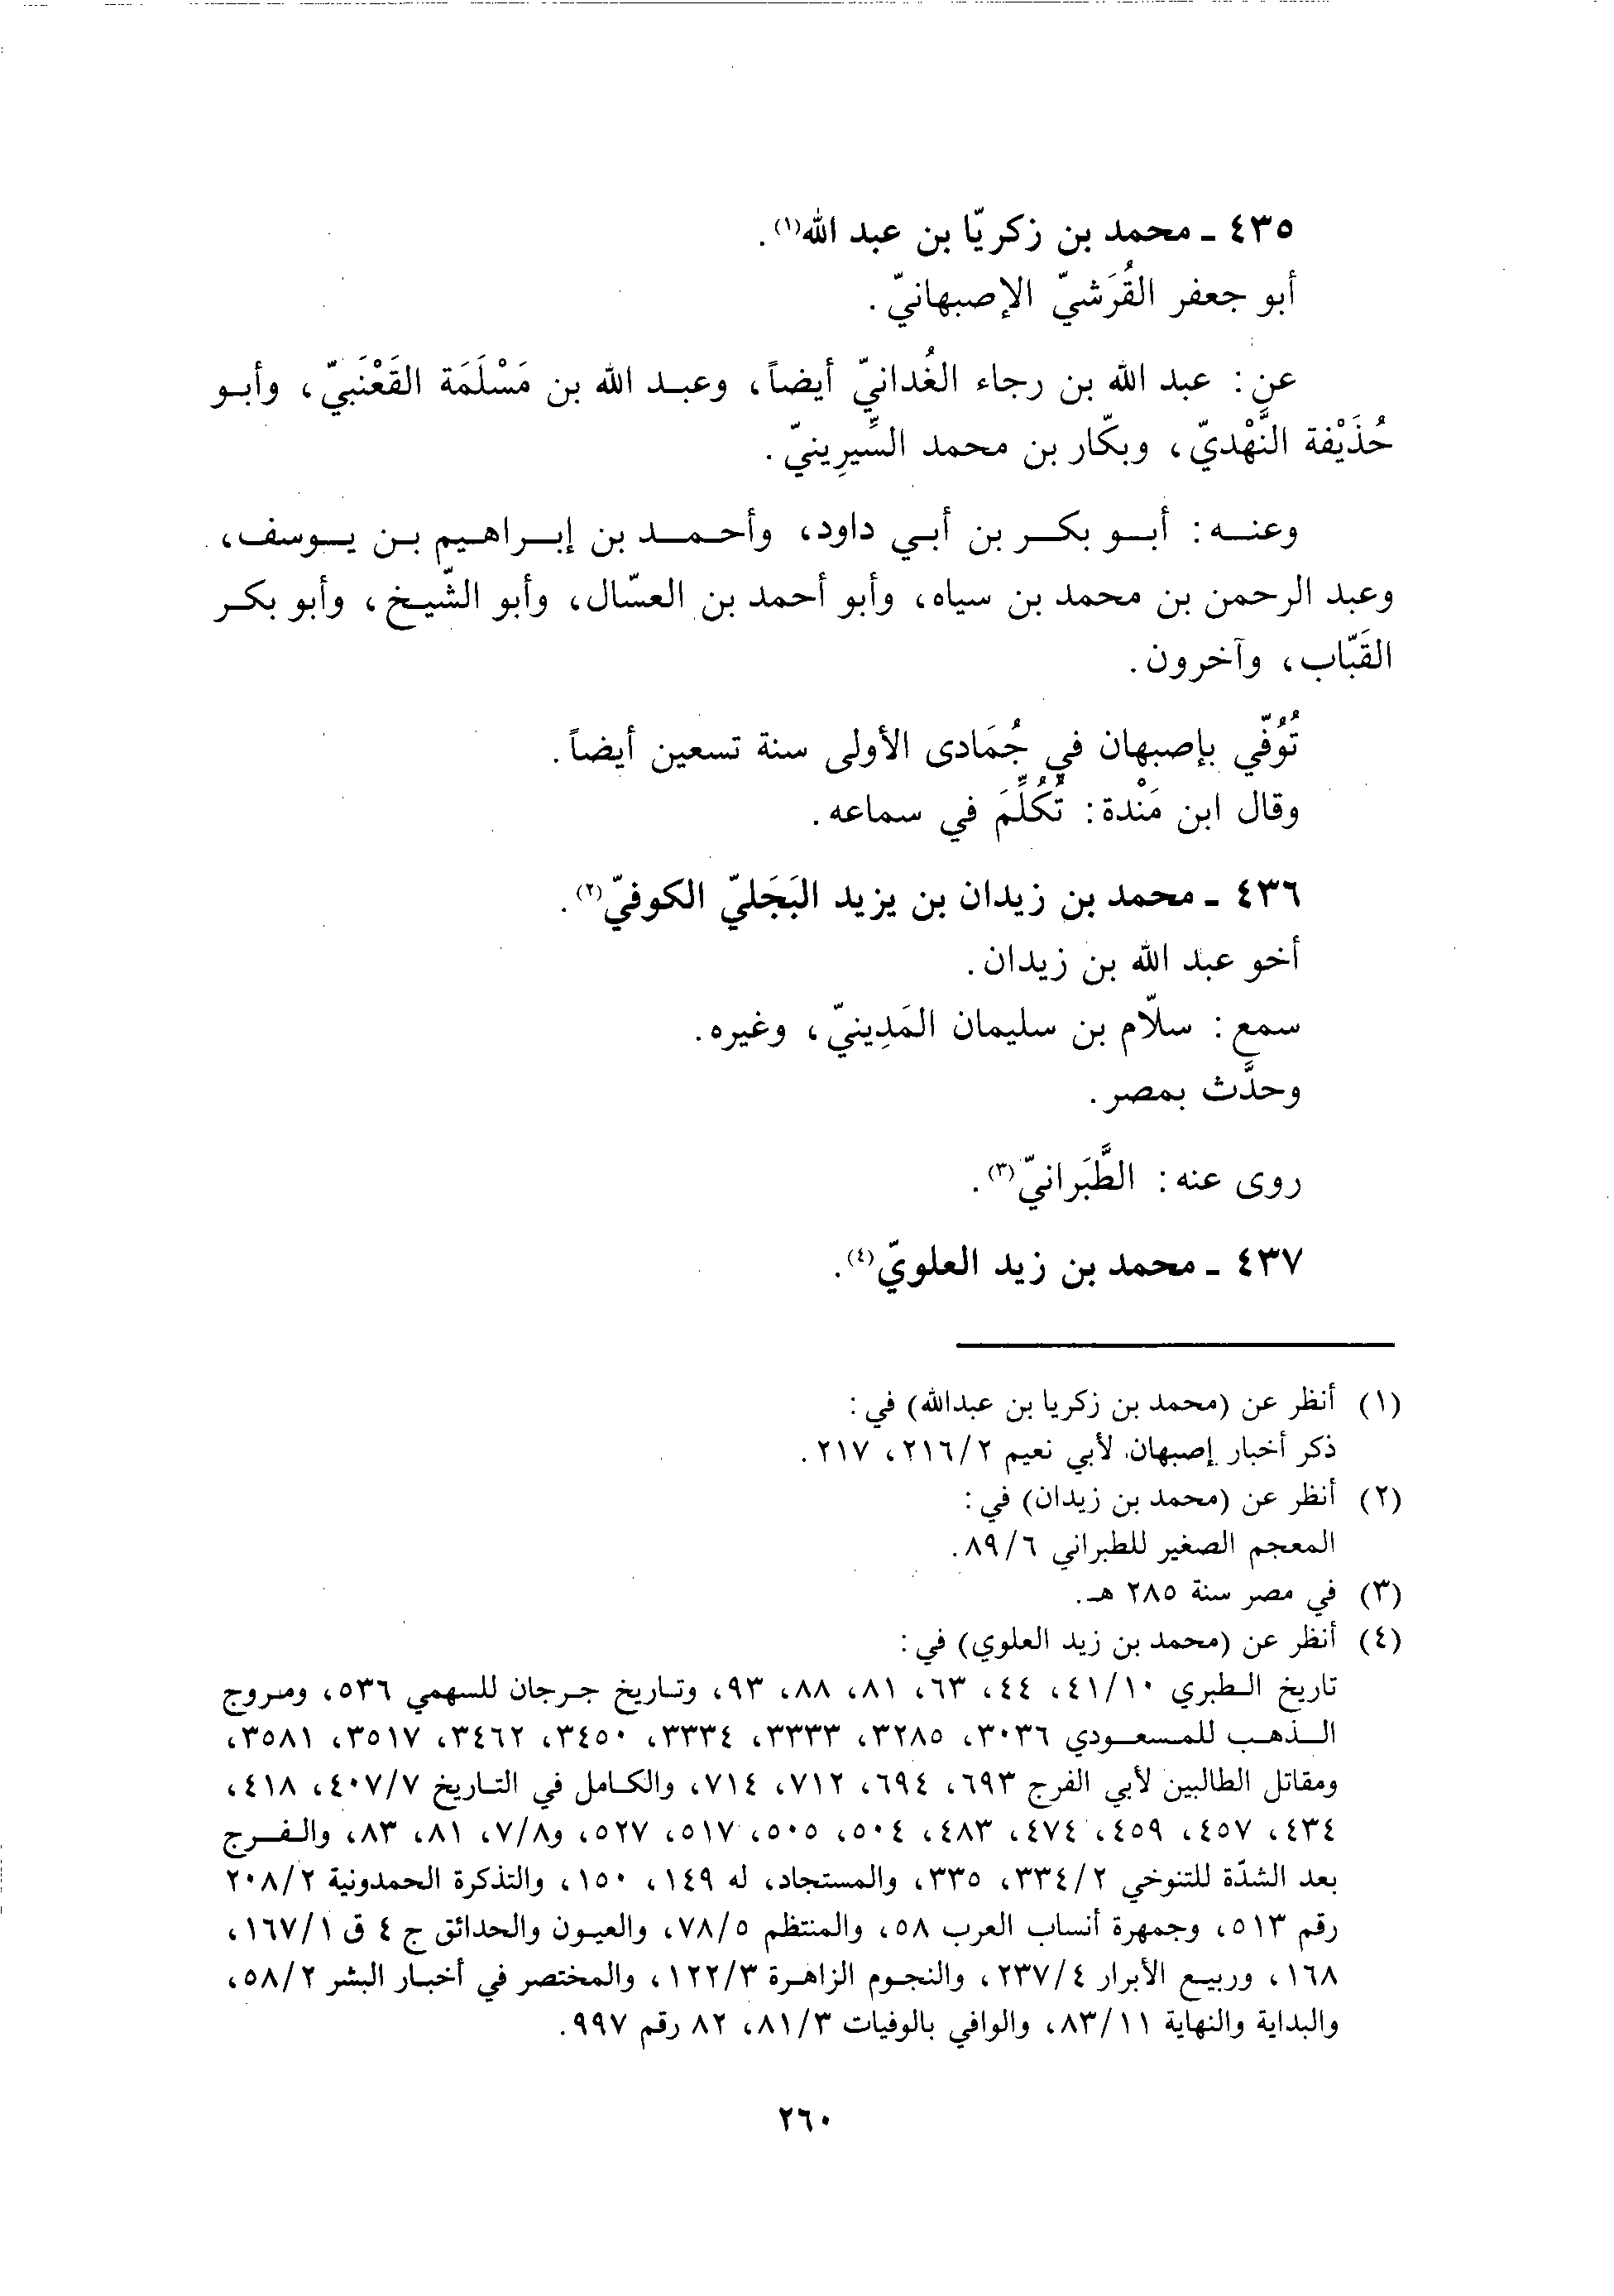 ٤٣٥ ـ محمد بن زكريّا بن عبد الله(١).
أبو جعفر القُرَشيّ الإصبهانيّ.
عن: عبد الله بن رجاء الغُدانيّ أيضاً، وعبد الله بن مَسْلَمَة القَعْنَبيّ، وأبو
حُذَيْفة النَّهْديّ، وبكّار بن محمد السِّيرِينيّ.
وعنه: أبو بكر بن أبي داود، وأحمد بن إبراهيم بن يوسف،
وعبد الرحمن بن محمد بن سياه، وأبو أحمد بن العسّال، وأبو الشّيخ، وأبو بكر
القَبّاب، وآخرون.
تُوُفّي بإصبهان في جُمَادى الأولى سنة تسعين أيضاً.
وقال ابن مَنْدة: تُكُلِّمَ في سماعه.
٤٣٦ ـ محمد بن زيدان بن يزيد البَجَليّ الكوفيّ(٢).
أخو عبد الله بن زيدان.
سمع: سلّام بن سليمان المَدِينيّ، وغيره.
وحدَّث بمصر.
روى عنه: الطَّبَرانيّ(٣).
٤٣٧ ـ محمد بن زيد العلويّ(٤).
(١) أنظر عن (محمد بن زكريا بن عبدالله) في:
ذكر أخبار إصبهان لأبي نعيم ٢١٦/٢، ٢١٧.
(٢) أنظر عن (محمد بن زيدان) في:
المعجم الصغير للطبراني ٨٩/٦.
(٣) في مصر سنة ٢٨٥ هـ.
(٤) أنظر عن (محمد بن زيد العلوي) في:
تاريخ الطبري ٤١/١٠، ٤٤، ٦٣، ٨١، ٨٨، ٩٣، وتاريخ جرجان للسهمي ٥٣٦، ومروج
الذهب للمسعودي ٣٠٣٦، ٣٢٨٥، ٣٣٣٣، ٣٣٣٤، ٣٤٥٠، ٣٤٦٢، ٣٥١٧، ٣٥٨١،
ومقاتل الطالبين لأبي الفرج ٦٩٣، ٦٩٤، ٧١٢، ٧١٤، والكامل في التاريخ ٤٠٧/٧، ٤١٨،
٤٣٤، ٤٥٧، ٤٥٩، ٤٧٤، ٤٨٣، ٥٠٤، ٥٠٥، ٥١٧، ٥٢٧، و٧/٨، ٨١، ٨٣، والفرج
بعد الشدّة للتنوخي ٣٣٤/٢، ٣٣٥، والمستجاد، له ١٤٩، ١٥٠، والتذكرة الحمدونية ٢٠٨/٢
رقم ٥١٣، وجمهرة أنساب العرب ٥٨، والمنتظم ٧٨/٥، والعيون والحدائق ج ٤ ق ١٦٧/١،
١٦٨، وربيع الأبرار ٢٣٧/٤، والنجوم الزاهرة ١٢٢/٣، والمختصر في أخبار البشر ٥٨/٢،
والبداية والنهاية ٨٣/١١، والوافي بالوفيات ٨١/٣، ٨٢ رقم ٩٩٧.
٢٦٠